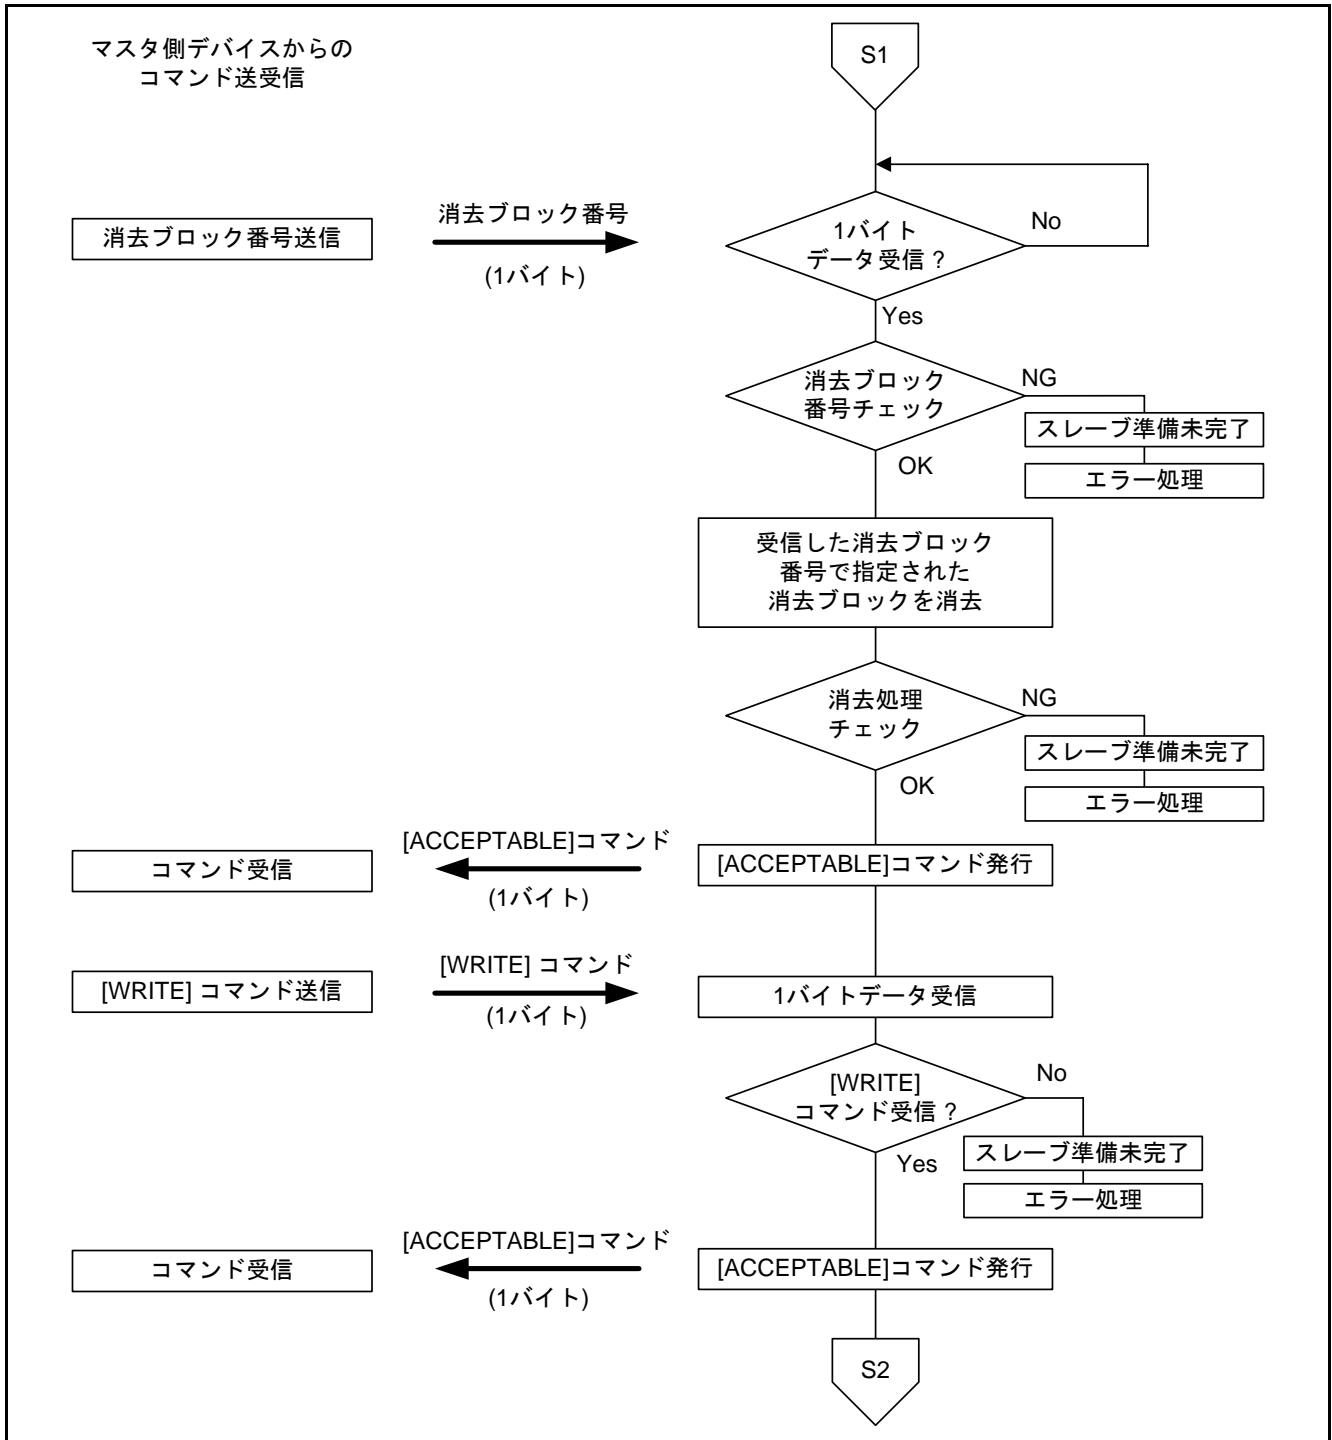 マスタ側デバイスからの
コマンド送受信
S1
消去ブロック番号送信
消去ブロック番号
(1バイト)
1バイト
データ受信？
No
Yes
消去ブロック
番号チェック
NG
スレーブ準備未完了
エラー処理
OK
受信した消去ブロック
番号で指定された
消去ブロックを消去
消去処理
チェック
NG
スレーブ準備未完了
エラー処理
OK
コマンド受信
[ACCEPTABLE]コマンド
(1バイト)
[ACCEPTABLE]コマンド発行
[WRITE] コマンド送信
[WRITE] コマンド
(1バイト)
1バイトデータ受信
[WRITE]
コマンド受信？
No
スレーブ準備未完了
エラー処理
Yes
コマンド受信
[ACCEPTABLE]コマンド
(1バイト)
[ACCEPTABLE]コマンド発行
S2